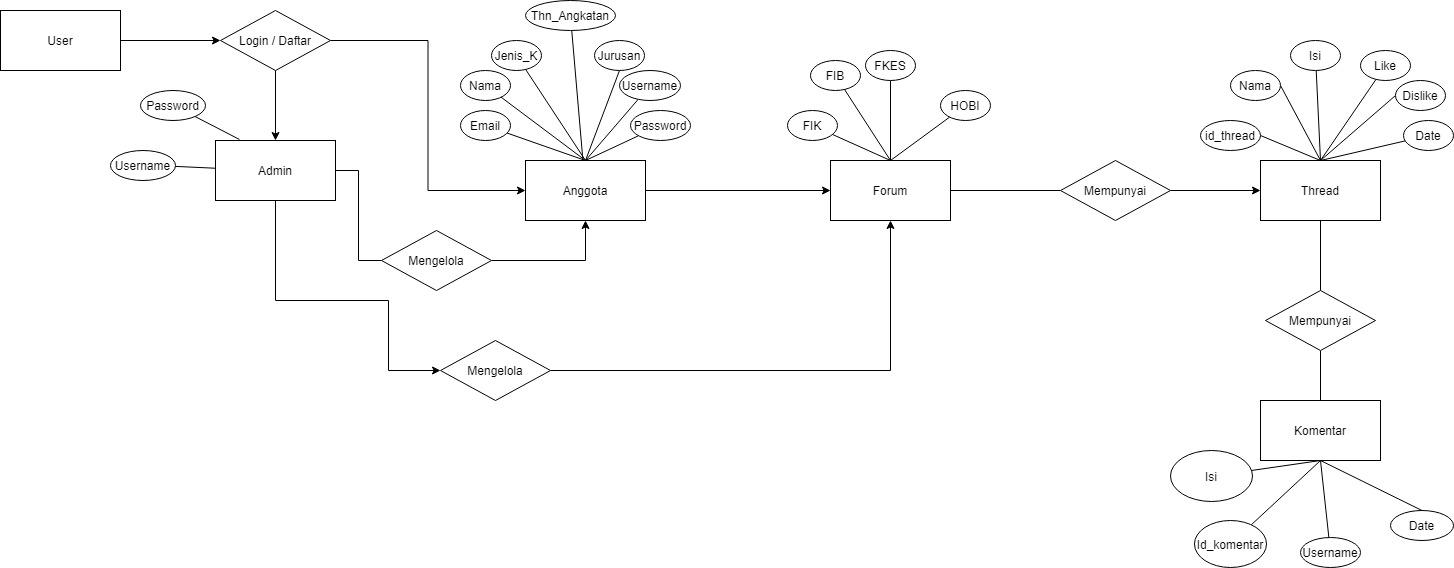 User
Login / Daftar
Thn_Angkatan
Jenis_K
Jurusan
Nama
Username
Email
Password
FIB
FKES
FIK
HOBI
Isi
Like
Nama
Dislike
id_thread
Date
Password
Username
Admin
Anggota
Forum
Mempunyai
Thread
Mengelola
Mengelola
Mempunyai
Komentar
Isi
Id_komentar
Username
Date